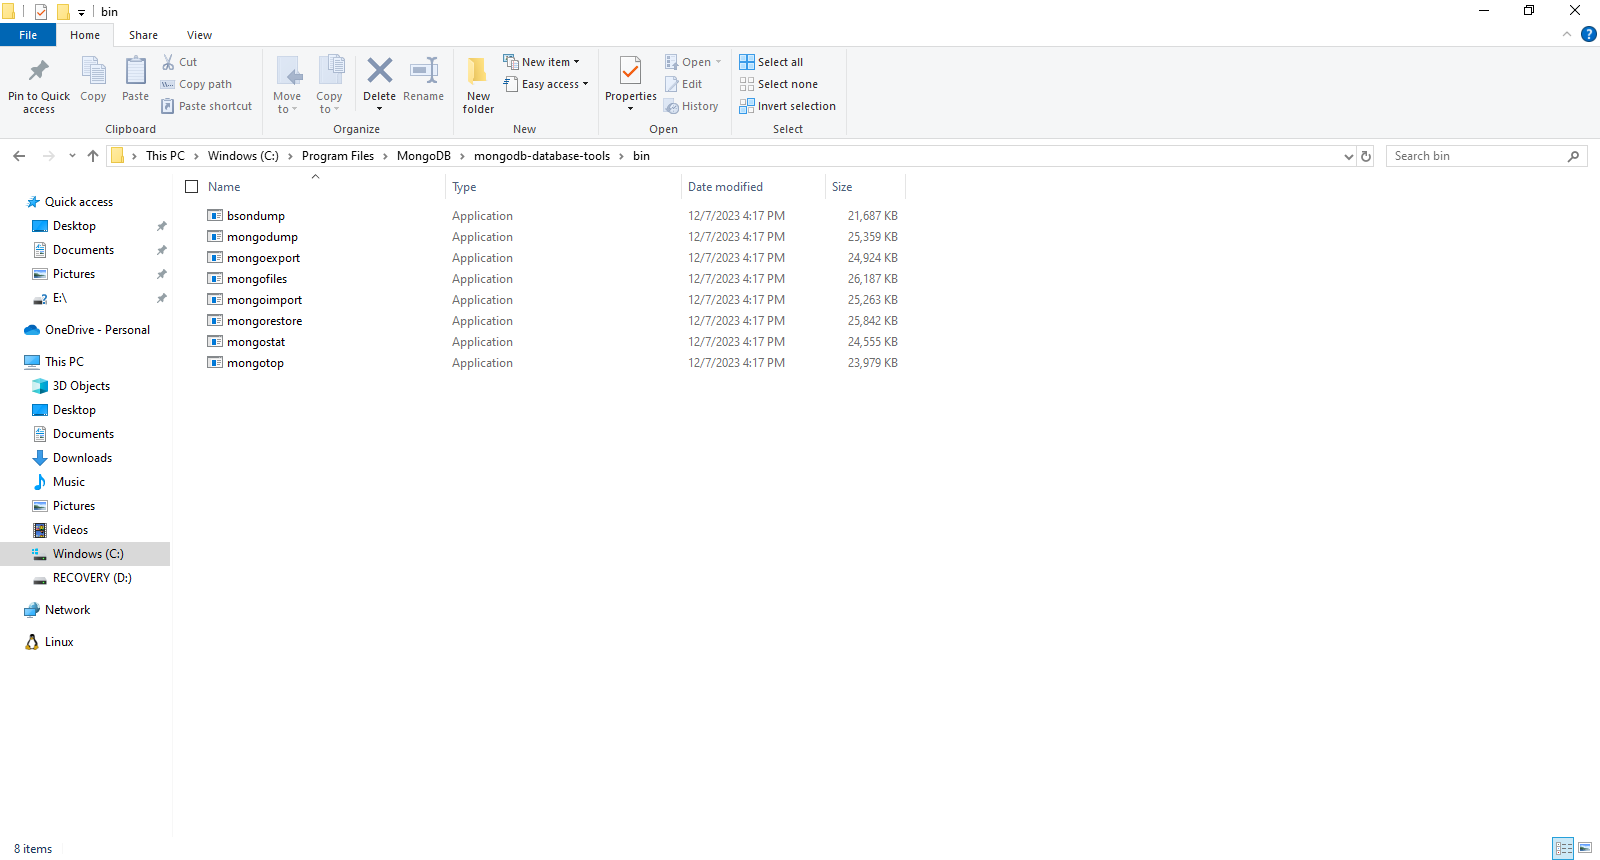 bin
File Home Share View
Pin to Quick access
Copy
Paste
Cut
Copy path
Paste shortcut
Clipboard
Move to
Copy to
Delete
Rename
Organize
New folder
New item
Easy access
New
Properties
Open
Edit
History
Open
Select all
Select none
Invert selection
Select
This PC > Windows (C:) > Program Files > MongoDB > mongodb-database-tools > bin
Search bin
Quick access
Desktop
Documents
Pictures
E:\
OneDrive - Personal
This PC
3D Objects
Desktop
Documents
Downloads
Music
Pictures
Videos
Windows (C:)
RECOVERY (D:)
Network
Linux
Name Type Date modified Size
bsondump Application 12/7/2023 4:17 PM 21,687 KB
mongodump Application 12/7/2023 4:17 PM 25,359 KB
mongoexport Application 12/7/2023 4:17 PM 24,924 KB
mongofiles Application 12/7/2023 4:17 PM 26,187 KB
mongoimport Application 12/7/2023 4:17 PM 25,263 KB
mongorestore Application 12/7/2023 4:17 PM 25,842 KB
mongostat Application 12/7/2023 4:17 PM 24,555 KB
mongotop Application 12/7/2023 4:17 PM 23,979 KB
8 items